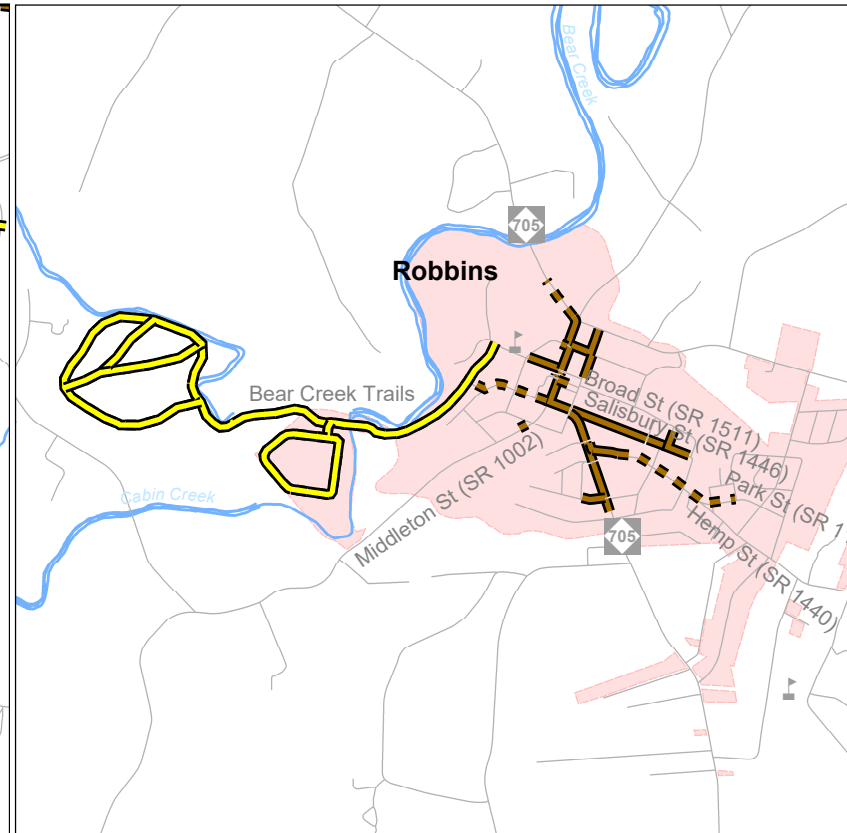 Bear Creek
705
Robbins
Bear Creek Trails
Broad St (SR 1511)
Salisbury St (SR 1446)
Cabin Creek
Middleton St (SR 1002)
Park St (SR 1
705
Hemp St (SR 1440)